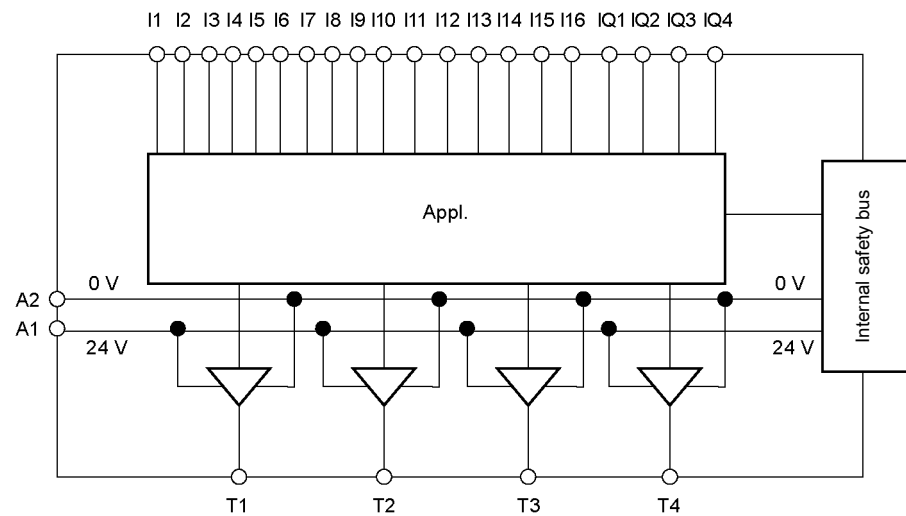 I1 I2 I3 I4 I5 I6 I7 I8 I9 I10 I11 I12 I13 I14 I15 I16 IQ1 IQ2 IQ3 IQ4
Appl.
Internal safety bus
A2 0 V 0 V
A1
24 V 24 V
T1 T2 T3 T4